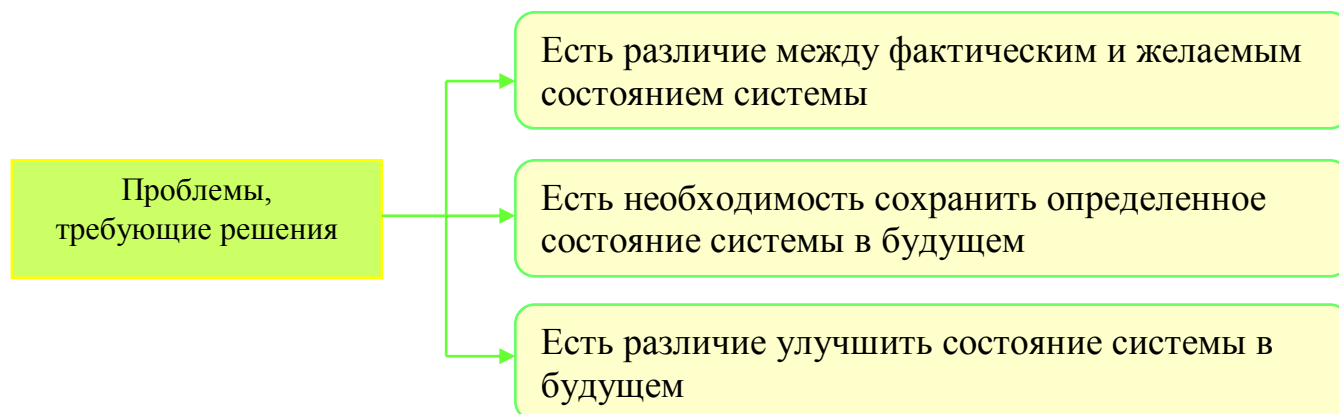 Есть различие между фактическим и желаемым
состоянием системы
Проблемы,
требующие решения
Есть необходимость сохранить определенное
состояние системы в будущем
Есть различие улучшить состояние системы в
будущем